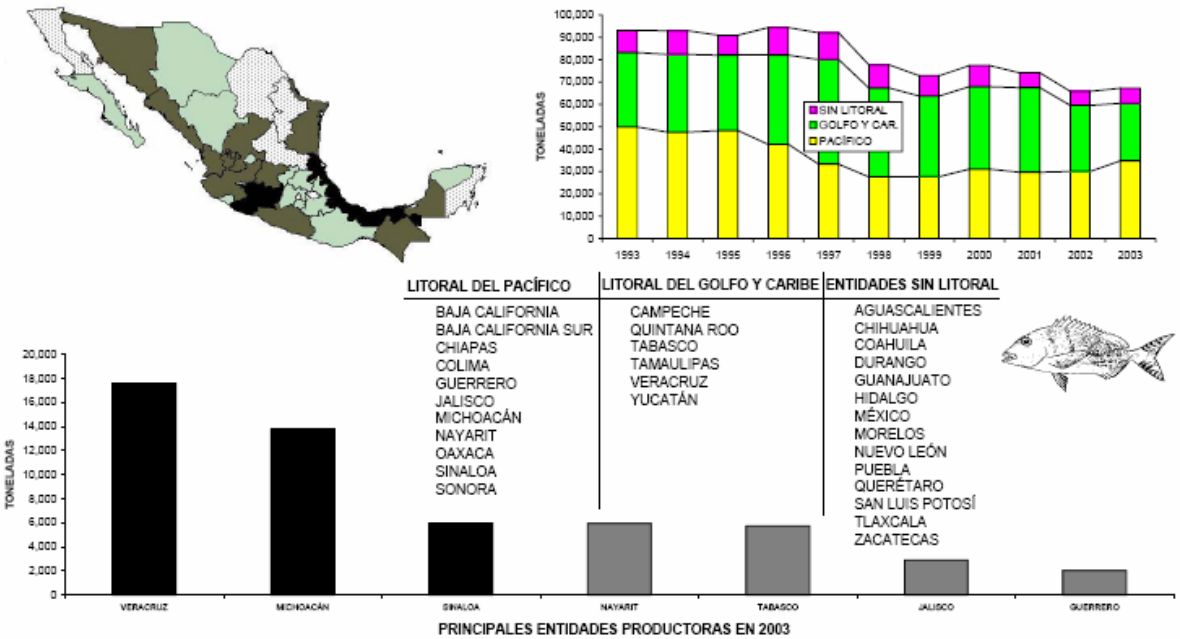 TONELADAS
100,000
90,000
80,000
70,000
60,000
50,000
40,000
30,000
20,000
10,000
0
SIN LITORAL
GOLFO Y CAR.
PACÍFICO
1993 1994 1995 1996 1997 1998 1999 2000 2001 2002 2003
LITORAL DEL PACÍFICO
BAJA CALIFORNIA
BAJA CALIFORNIA SUR
CHIAPAS
COLIMA
GUERRERO
JALISCO
MICHOACÁN
NAYARIT
OAXACA
SINALOA
SONORA
LITORAL DEL GOLFO Y CARIBE
CAMPECHE
QUINTANA ROO
TABASCO
TAMAULIPAS
VERACRUZ
YUCATÁN
ENTIDADES SIN LITORAL
AGUASCALIENTES
CHIHUAHUA
COAHUILA
DURANGO
GUANAJUATO
HIDALGO
MÉXICO
MORELOS
NUEVO LEÓN
PUEBLA
QUERÉTARO
SAN LUIS POTOSÍ
TLAXCALA
ZACATECAS
TONELADAS
20,000
18,000
16,000
14,000
12,000
10,000
8,000
6,000
4,000
2,000
0
VERACRUZ MICHOACÁN SINALOA NAYARIT TABASCO JALISCO GUERRERO
PRINCIPALES ENTIDADES PRODUCTORAS EN 2003